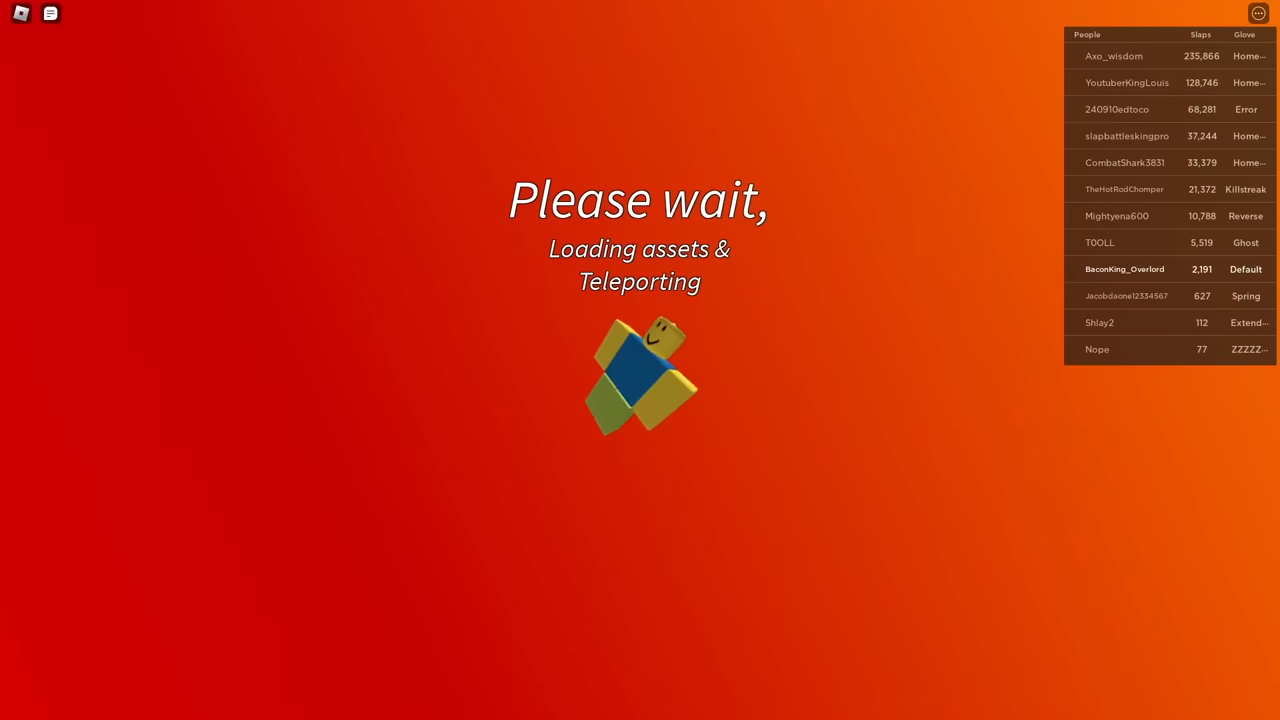 People Slaps Glove
Axo_wisdom 235,866 Home...
YoutuberKingLouis 128,746 Home...
240910edtoco 68,281 Error
slapbattleskingpro 37,244 Home...
CombatShark3831 33,379 Home...
TheHotRodChomper 21,372 Killstreak
Mightyena600 10,788 Reverse
T0OLL 5,519 Ghost
BaconKing_Overlord 2,191 Default
Jacobdaone12334567 627 Spring
Shlay2 112 Extend...
Nope 77 ZZZZZ...
Please wait,
Loading assets &
Teleporting